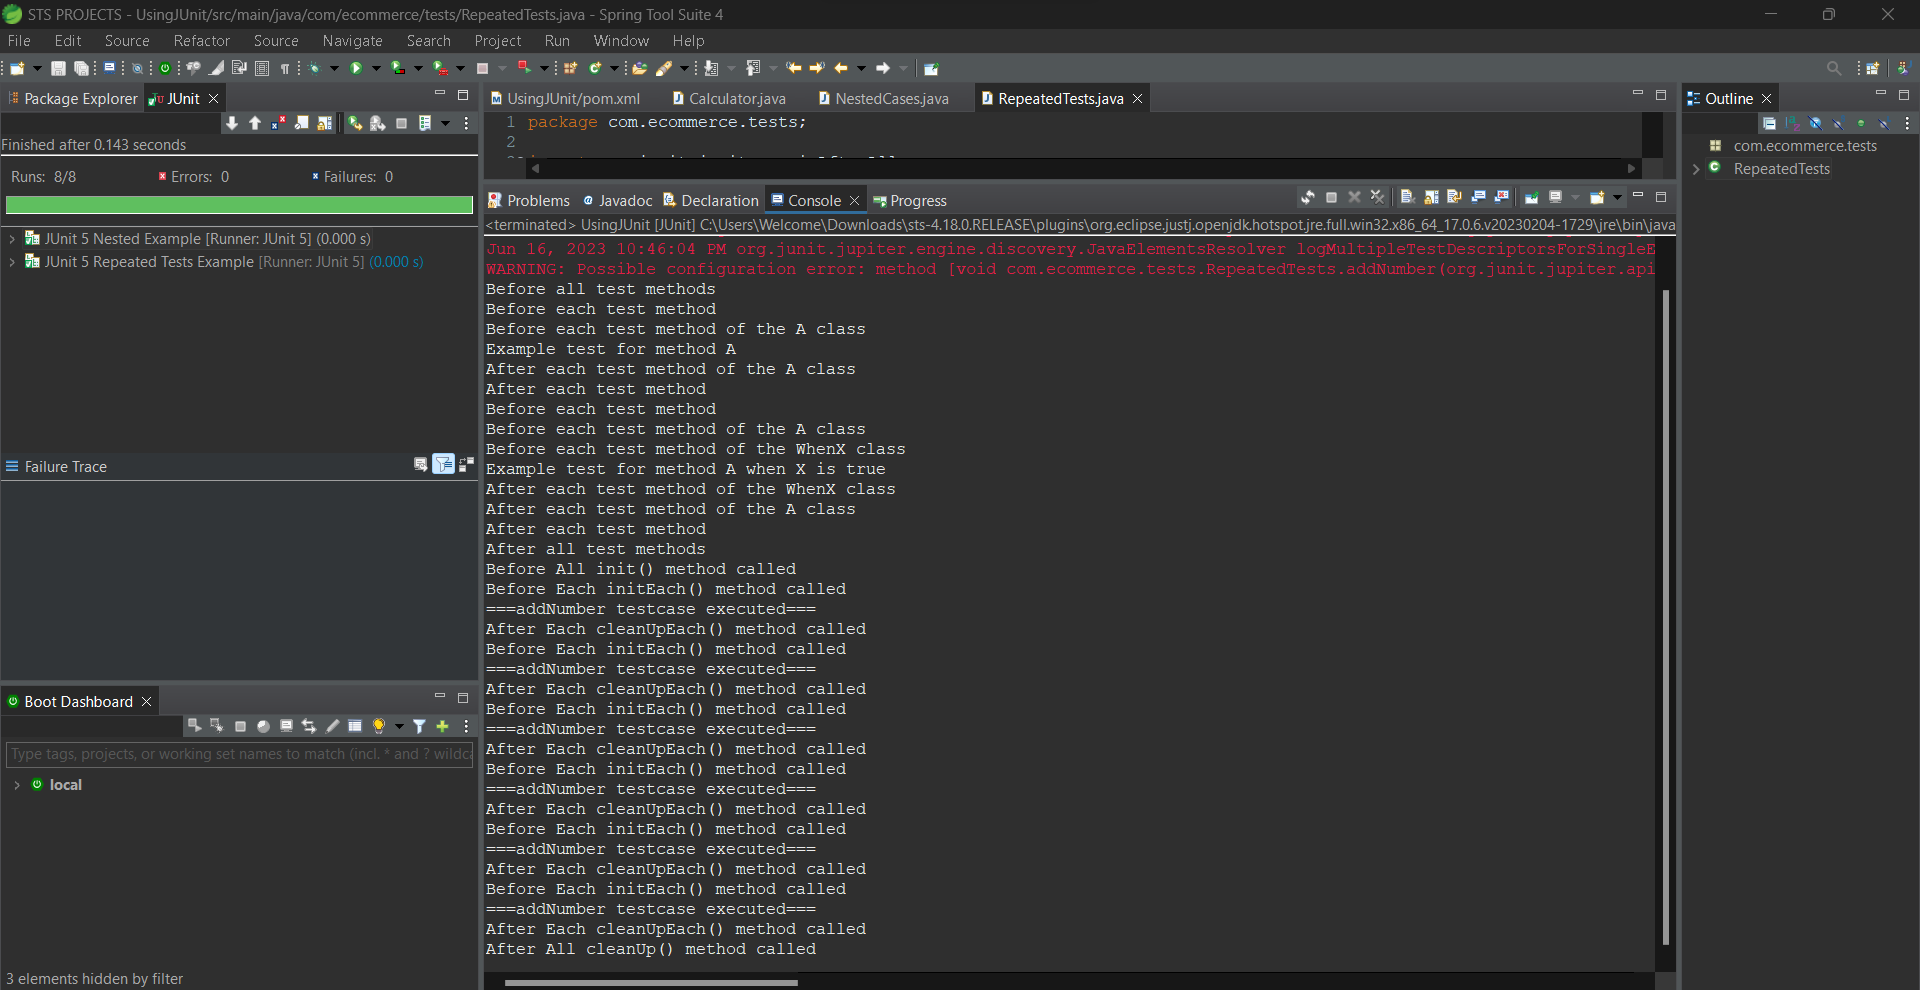 STS PROJECTS - UsingJUnit/src/main/java/com/ecommerce/tests/RepeatedTests.java - Spring Tool Suite 4
File Edit Source Refactor Source Navigate Search Project Run Window Help
Package Explorer JUnit
Finished after 0.143 seconds
Runs: 8/8 Errors: 0 Failures: 0
JUnit 5 Nested Example [Runner: JUnit 5] (0.000 s)
JUnit 5 Repeated Tests Example [Runner: JUnit 5] (0.000 s)
Failure Trace
Boot Dashboard
Type tags, projects, or working set names to match (incl. * and ? wildca
local
3 elements hidden by filter
UsingJUnit/pom.xml Calculator.java NestedCases.java RepeatedTests.java
1 package com.ecommerce.tests;
2
Problems Javadoc Declaration Console Progress
<terminated> UsingJUnit [JUnit] C:\Users\Welcome\Downloads\sts-4.18.0.RELEASE\plugins\org.eclipse.justj.openjdk.hotspot.jre.full.win32.x86_64_17.0.6.v20230204-1729\jre\bin\java
Jun 16, 2023 10:46:04 PM org.junit.jupiter.engine.discovery.JavaElementsResolver logMultipleTestDescriptorsForSingleE
WARNING: Possible configuration error: method [void com.ecommerce.tests.RepeatedTests.addNumber(org.junit.jupiter.api
Before all test methods
Before each test method
Before each test method of the A class
Example test for method A
After each test method of the A class
After each test method
Before each test method
Before each test method of the A class
Before each test method of the WhenX class
Example test for method A when X is true
After each test method of the WhenX class
After each test method of the A class
After each test method
After all test methods
Before All init() method called
Before Each initEach() method called
===addNumber testcase executed===
After Each cleanUpEach() method called
Before Each initEach() method called
===addNumber testcase executed===
After Each cleanUpEach() method called
Before Each initEach() method called
===addNumber testcase executed===
After Each cleanUpEach() method called
Before Each initEach() method called
===addNumber testcase executed===
After Each cleanUpEach() method called
Before Each initEach() method called
===addNumber testcase executed===
After Each cleanUpEach() method called
Before Each initEach() method called
===addNumber testcase executed===
After Each cleanUpEach() method called
After All cleanUp() method called
Outline
com.ecommerce.tests
RepeatedTests